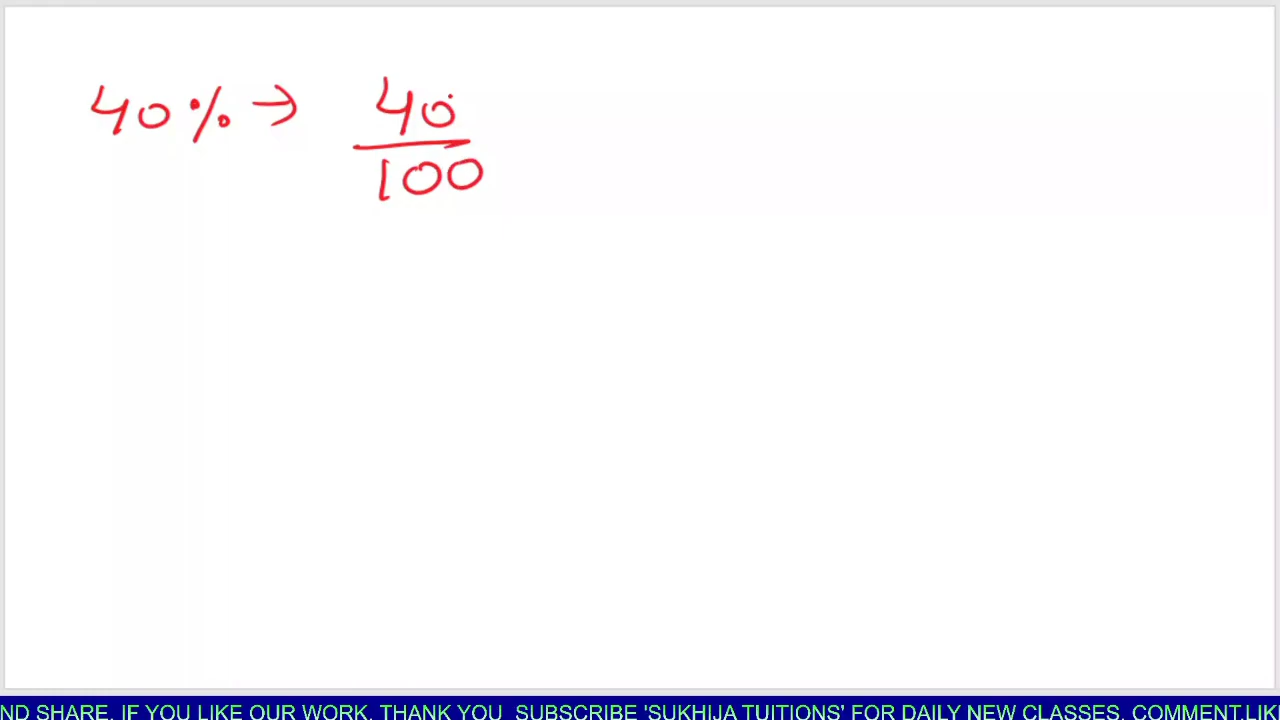 40% → 40/100
ND SHARE. IF YOU LIKE OUR WORK. THANK YOU SUBSCRIBE 'SUKHIJA TUITIONS' FOR DAILY NEW CLASSES. COMMENT,LIK